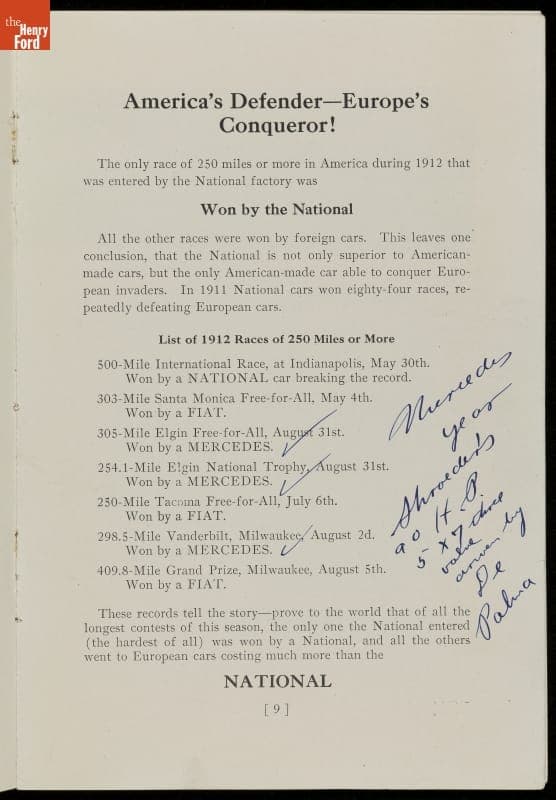 the
Henry
Ford
America's Defender—Europe's
Conqueror!
The only race of 250 miles or more in America during 1912 that
was entered by the National factory was
Won by the National
All the other races were won by foreign cars. This leaves one
conclusion, that the National is not only superior to American-
made cars, but the only American-made car able to conquer Euro-
pean invaders. In 1911 National cars won eighty-four races, re-
peatedly defeating European cars.
List of 1912 Races of 250 Miles or More
500-Mile International Race, at Indianapolis, May 30th.
Won by a NATIONAL car breaking the record.
303-Mile Santa Monica Free-for-All, May 4th.
Won by a FIAT.
305-Mile Elgin Free-for-All, August 31st.
Won by a MERCEDES.
254.1-Mile Elgin National Trophy, August 31st.
Won by a MERCEDES.
250-Mile Tacoma Free-for-All, July 6th.
Won by a FIAT.
298.5-Mile Vanderbilt, Milwaukee, August 2d.
Won by a MERCEDES.
409.8-Mile Grand Prize, Milwaukee, August 5th.
Won by a FIAT.
Mercedes
year
Shroeder's
90 H.P
5 x 7
driven by
De
Palma
These records tell the story—prove to the world that of all the
longest contests of this season, the only one the National entered
(the hardest of all) was won by a National, and all the others
went to European cars costing much more than the
NATIONAL
[ 9 ]